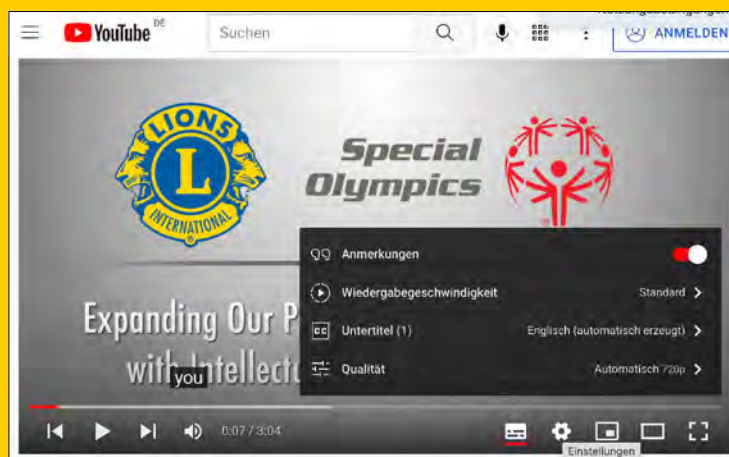 YouTube DE
Suchen
ANMELDEN
LIONS
L
INTERNATIONAL
Special
Olympics
Anmerkungen
Wiedergabegeschwindigkeit Standard
Untertitel (1) Englisch (automatisch erzeugt)
Qualität Automatisch 720p
Expanding Our P
with Intellectu
you
0:07 / 3:04
Einstellungen